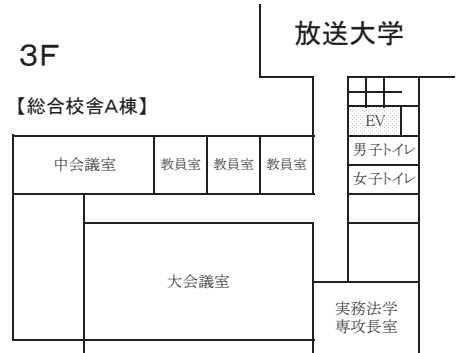 放送大学
3F
【総合校舎A棟】
EV
男子トイレ
中会議室 教員室 教員室 教員室
女子トイレ
大会議室
実務法学
専攻長室